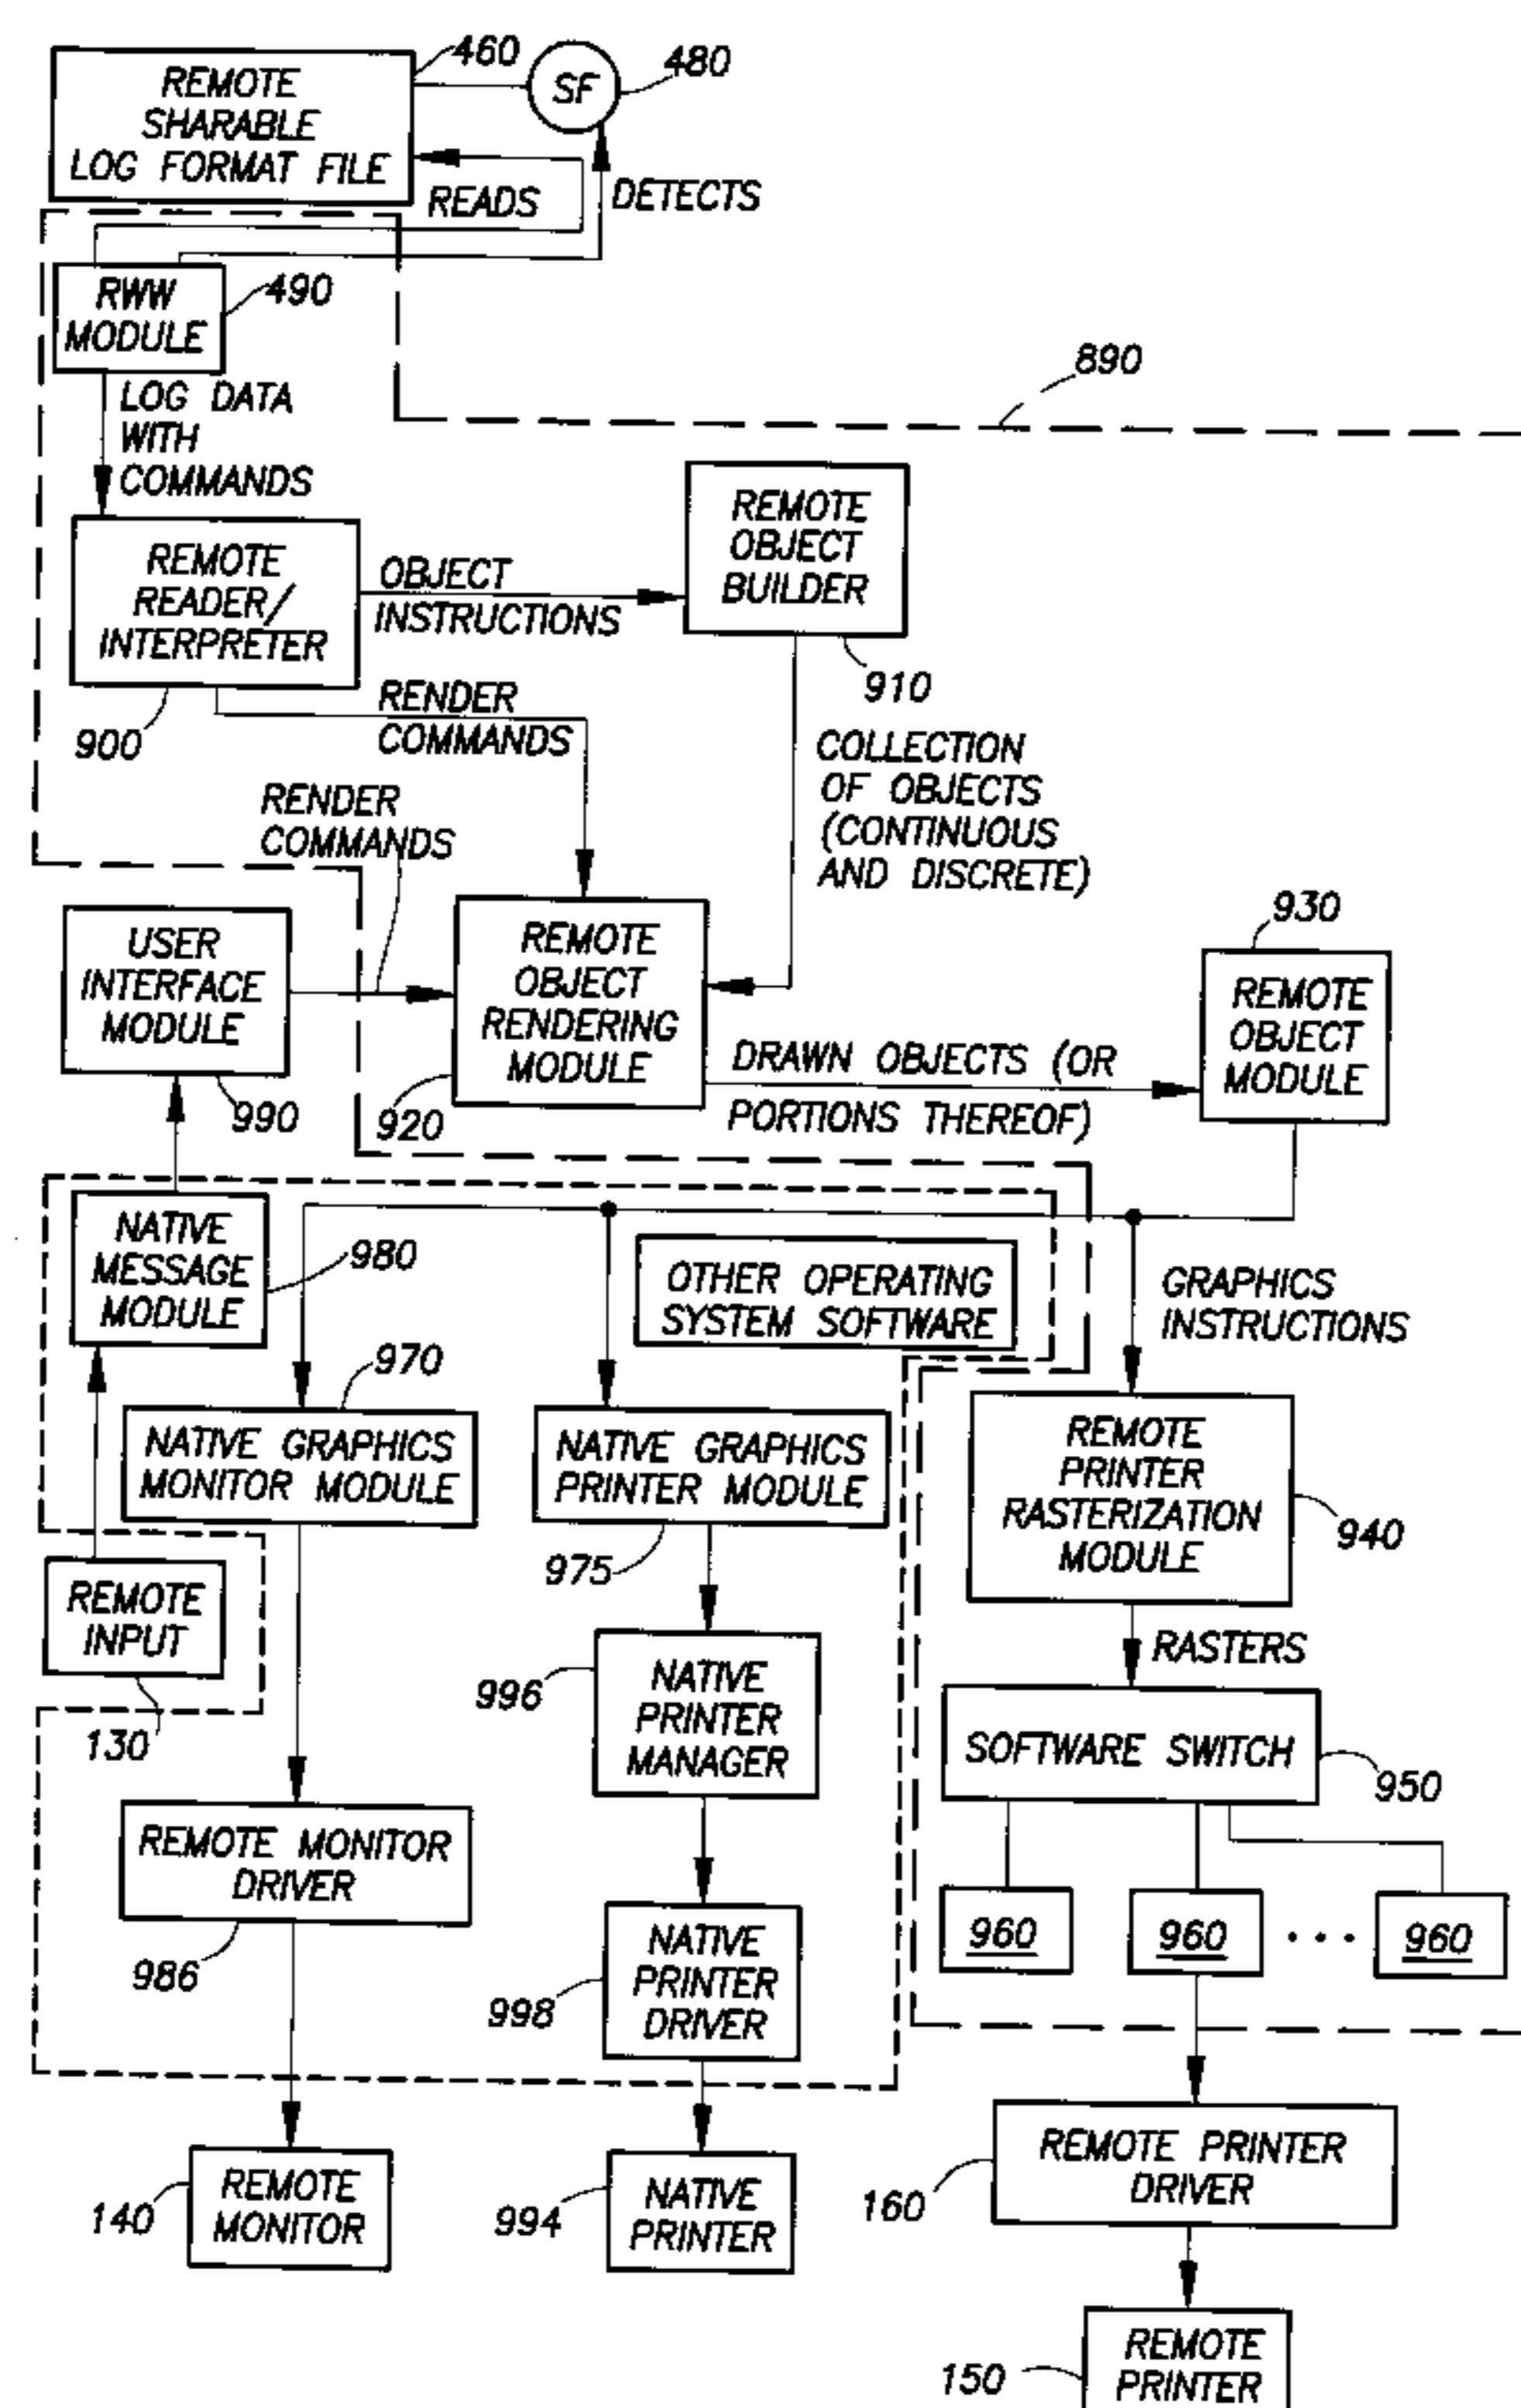 460
SF
480
REMOTE
SHARABLE
LOG FORMAT FILE
READS
DETECTS
RWW
MODULE
490
890
LOG DATA
WITH
COMMANDS
REMOTE
READER/
INTERPRETER
900
OBJECT
INSTRUCTIONS
REMOTE
OBJECT
BUILDER
910
RENDER
COMMANDS
COLLECTION
OF OBJECTS
(CONTINUOUS
AND DISCRETE)
RENDER
COMMANDS
USER
INTERFACE
MODULE
990
REMOTE
OBJECT
RENDERING
MODULE
920
930
REMOTE
OBJECT
MODULE
DRAWN OBJECTS (OR
PORTIONS THEREOF)
NATIVE
MESSAGE
MODULE
980
OTHER OPERATING
SYSTEM SOFTWARE
GRAPHICS
INSTRUCTIONS
970
NATIVE GRAPHICS
MONITOR MODULE
NATIVE GRAPHICS
PRINTER MODULE
975
REMOTE
PRINTER
RASTERIZATION
MODULE
940
REMOTE
INPUT
130
RASTERS
996
NATIVE
PRINTER
MANAGER
SOFTWARE SWITCH
950
REMOTE MONITOR
DRIVER
986
960
960
...
960
998
NATIVE
PRINTER
DRIVER
140
REMOTE
MONITOR
994
NATIVE
PRINTER
160
REMOTE PRINTER
DRIVER
150
REMOTE
PRINTER